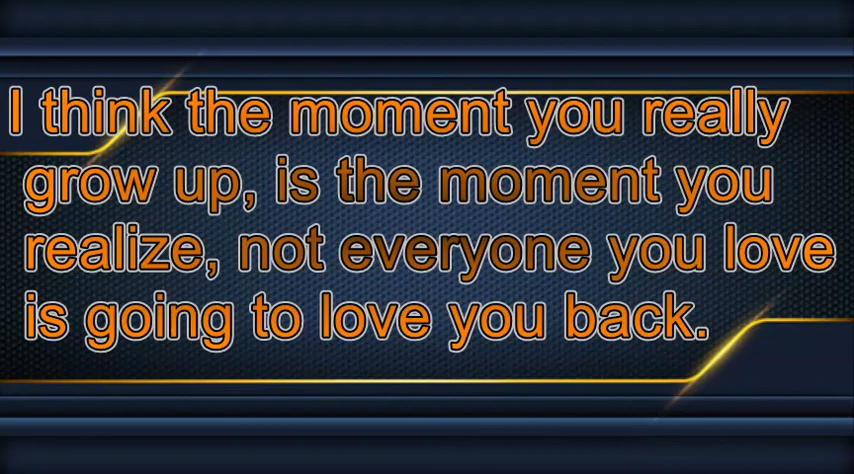 I think the moment you really
grow up, is the moment you
realize, not everyone you love
is going to love you back.